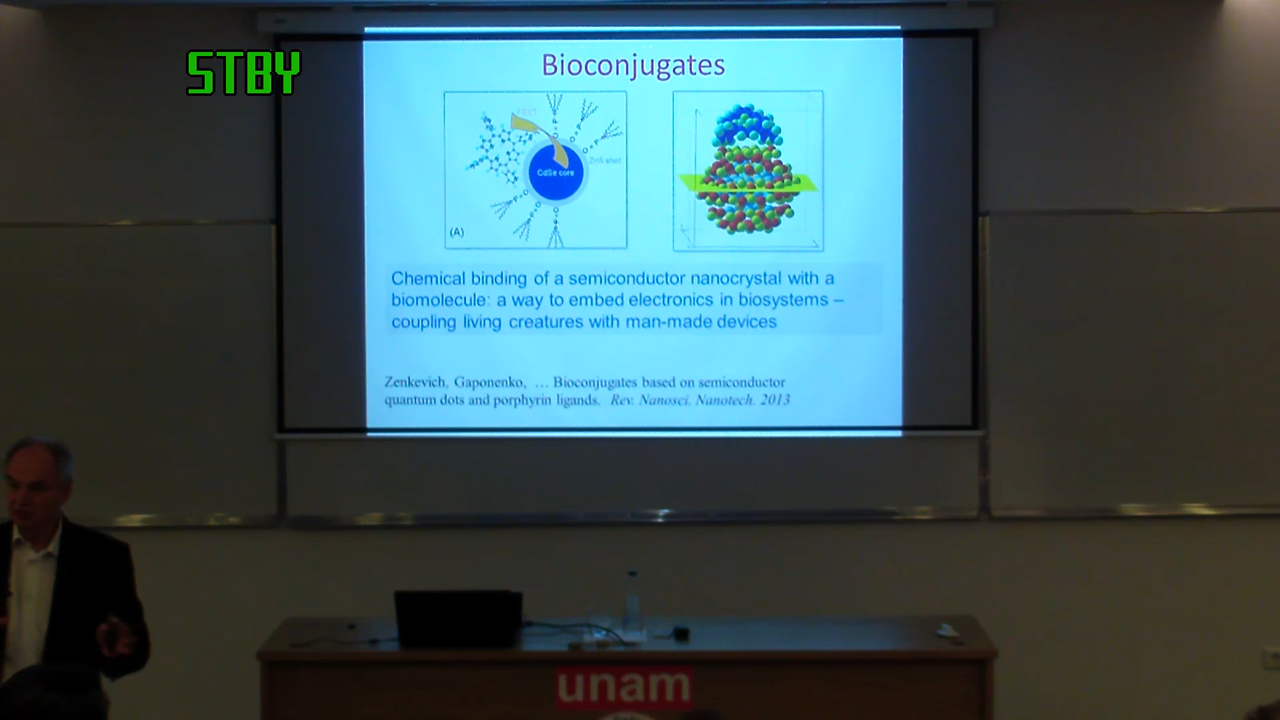 STBY
Bioconjugates
FRET
ZnS shell
CdSe core
(A)
Chemical binding of a semiconductor nanocrystal with a
biomolecule: a way to embed electronics in biosystems –
coupling living creatures with man-made devices
Zenkevich, Gaponenko, … Bioconjugates based on semiconductor
quantum dots and porphyrin ligands. Rev. Nanosci. Nanotech. 2013
unam